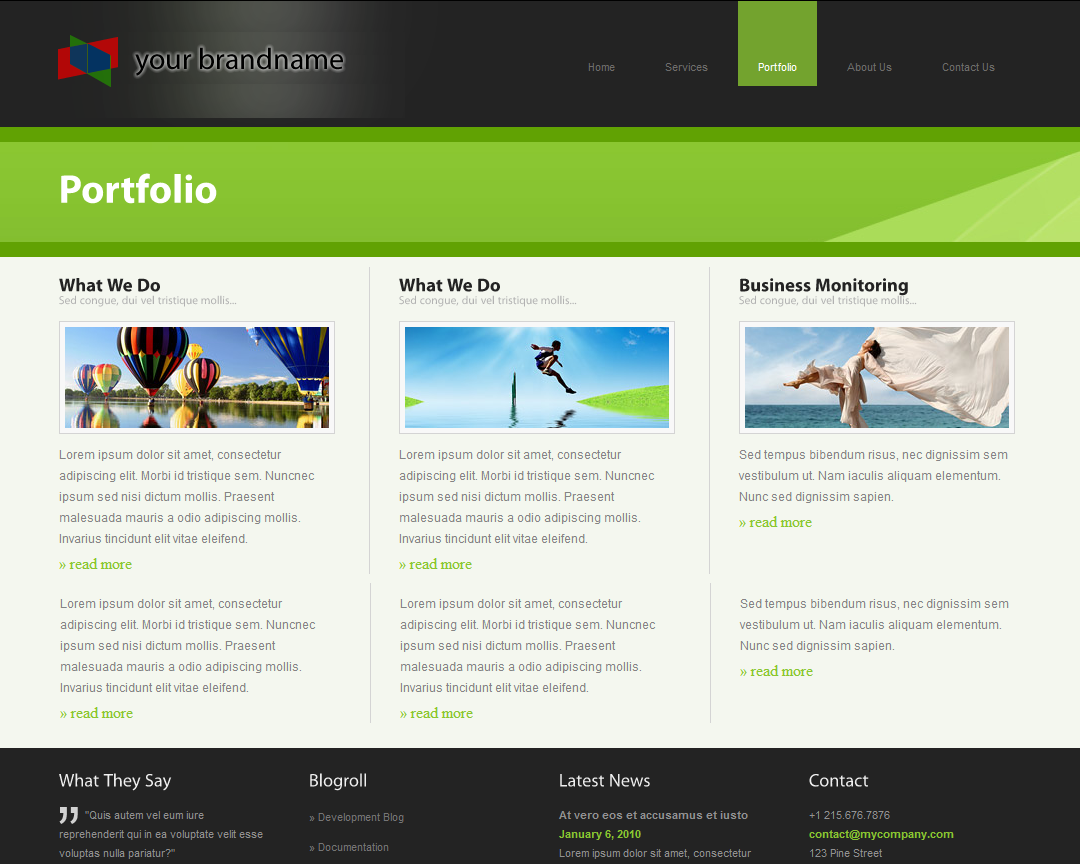 your brandname
Home Services Portfolio About Us Contact Us
Portfolio
What We Do
Sed congue, dui vel tristique mollis...
Lorem ipsum dolor sit amet, consectetur
adipiscing elit. Morbi id tristique sem. Nuncnec
ipsum sed nisi dictum mollis. Praesent
malesuada mauris a odio adipiscing mollis.
Invarius tincidunt elit vitae eleifend.
» read more
What We Do
Sed congue, dui vel tristique mollis...
Lorem ipsum dolor sit amet, consectetur
adipiscing elit. Morbi id tristique sem. Nuncnec
ipsum sed nisi dictum mollis. Praesent
malesuada mauris a odio adipiscing mollis.
Invarius tincidunt elit vitae eleifend.
» read more
Business Monitoring
Sed congue, dui vel tristique mollis...
Sed tempus bibendum risus, nec dignissim sem
vestibulum ut. Nam iaculis aliquam elementum.
Nunc sed dignissim sapien.
» read more
Lorem ipsum dolor sit amet, consectetur
adipiscing elit. Morbi id tristique sem. Nuncnec
ipsum sed nisi dictum mollis. Praesent
malesuada mauris a odio adipiscing mollis.
Invarius tincidunt elit vitae eleifend.
» read more
Lorem ipsum dolor sit amet, consectetur
adipiscing elit. Morbi id tristique sem. Nuncnec
ipsum sed nisi dictum mollis. Praesent
malesuada mauris a odio adipiscing mollis.
Invarius tincidunt elit vitae eleifend.
» read more
Sed tempus bibendum risus, nec dignissim sem
vestibulum ut. Nam iaculis aliquam elementum.
Nunc sed dignissim sapien.
» read more
What They Say
"Quis autem vel eum iure
reprehenderit qui in ea voluptate velit esse
voluptas nulla pariatur?"
Blogroll
» Development Blog
» Documentation
Latest News
At vero eos et accusamus et iusto
January 6, 2010
Lorem ipsum dolor sit amet, consectetur
Contact
+1 215.676.7876
contact@mycompany.com
123 Pine Street